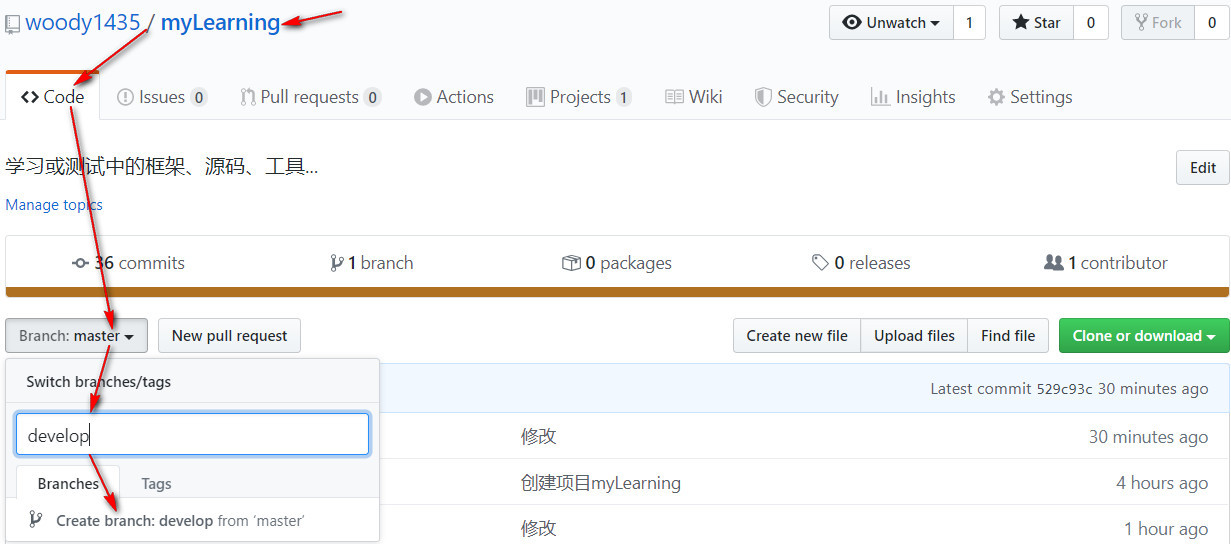 woody1435 / myLearning
Unwatch 1 Star 0 Fork 0
Code Issues 0 Pull requests 0 Actions Projects 1 Wiki Security Insights Settings
学习或测试中的框架、源码、工具... Edit
Manage topics
36 commits 1 branch 0 packages 0 releases 1 contributor
Branch: master New pull request Create new file Upload files Find file Clone or download
Switch branches/tags
Latest commit 529c93c 30 minutes ago
develop
修改 30 minutes ago
Branches Tags
创建项目myLearning 4 hours ago
Create branch: develop from ‘master’
修改 1 hour ago